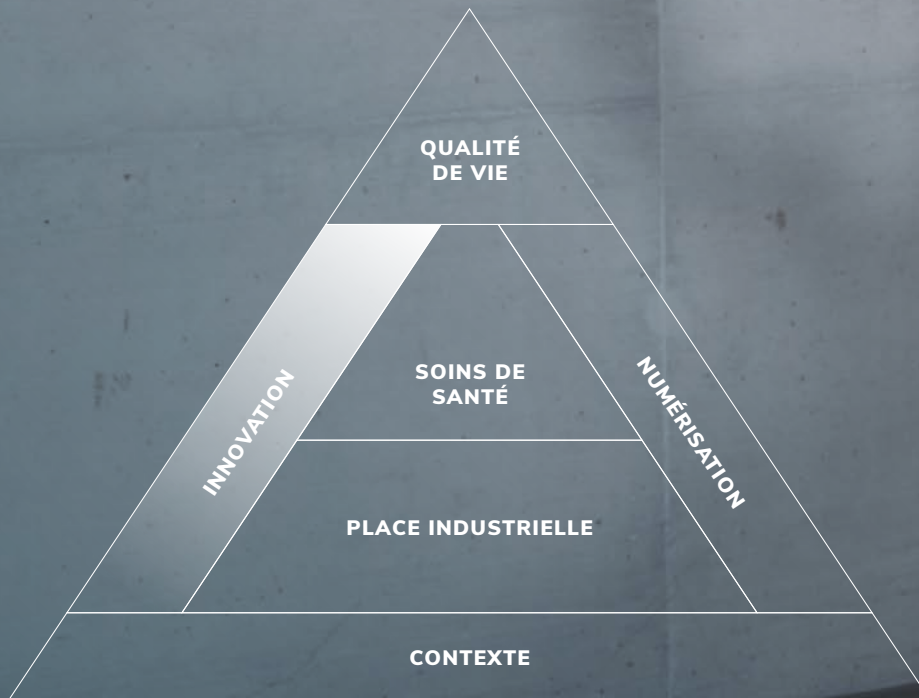 QUALITÉ
DE VIE
SOINS DE
SANTÉ
INNOVATION
NUMÉRISATION
PLACE INDUSTRIELLE
CONTEXTE